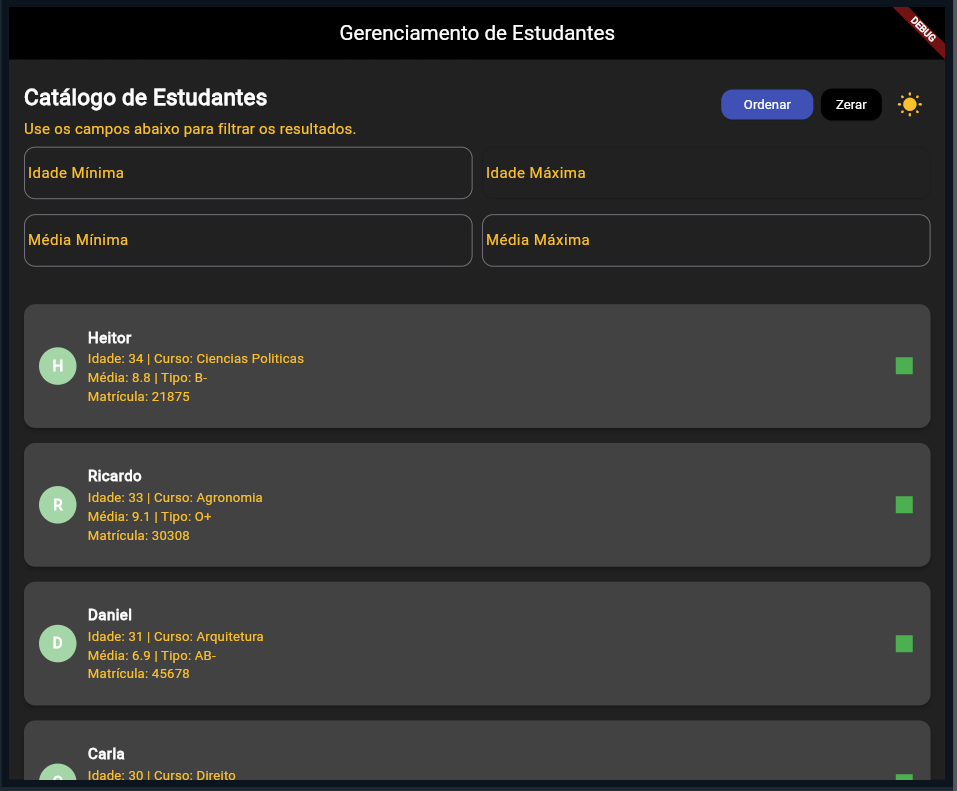 Gerenciamento de Estudantes
DEBUG
Catálogo de Estudantes
Ordenar
Zerar
Use os campos abaixo para filtrar os resultados.
Idade Mínima
Idade Máxima
Média Mínima
Média Máxima
H
Heitor
Idade: 34 | Curso: Ciencias Politicas
Média: 8.8 | Tipo: B-
Matrícula: 21875
R
Ricardo
Idade: 33 | Curso: Agronomia
Média: 9.1 | Tipo: O+
Matrícula: 30308
D
Daniel
Idade: 31 | Curso: Arquitetura
Média: 6.9 | Tipo: AB-
Matrícula: 45678
Carla
Idade: 30 | Curso: Direito